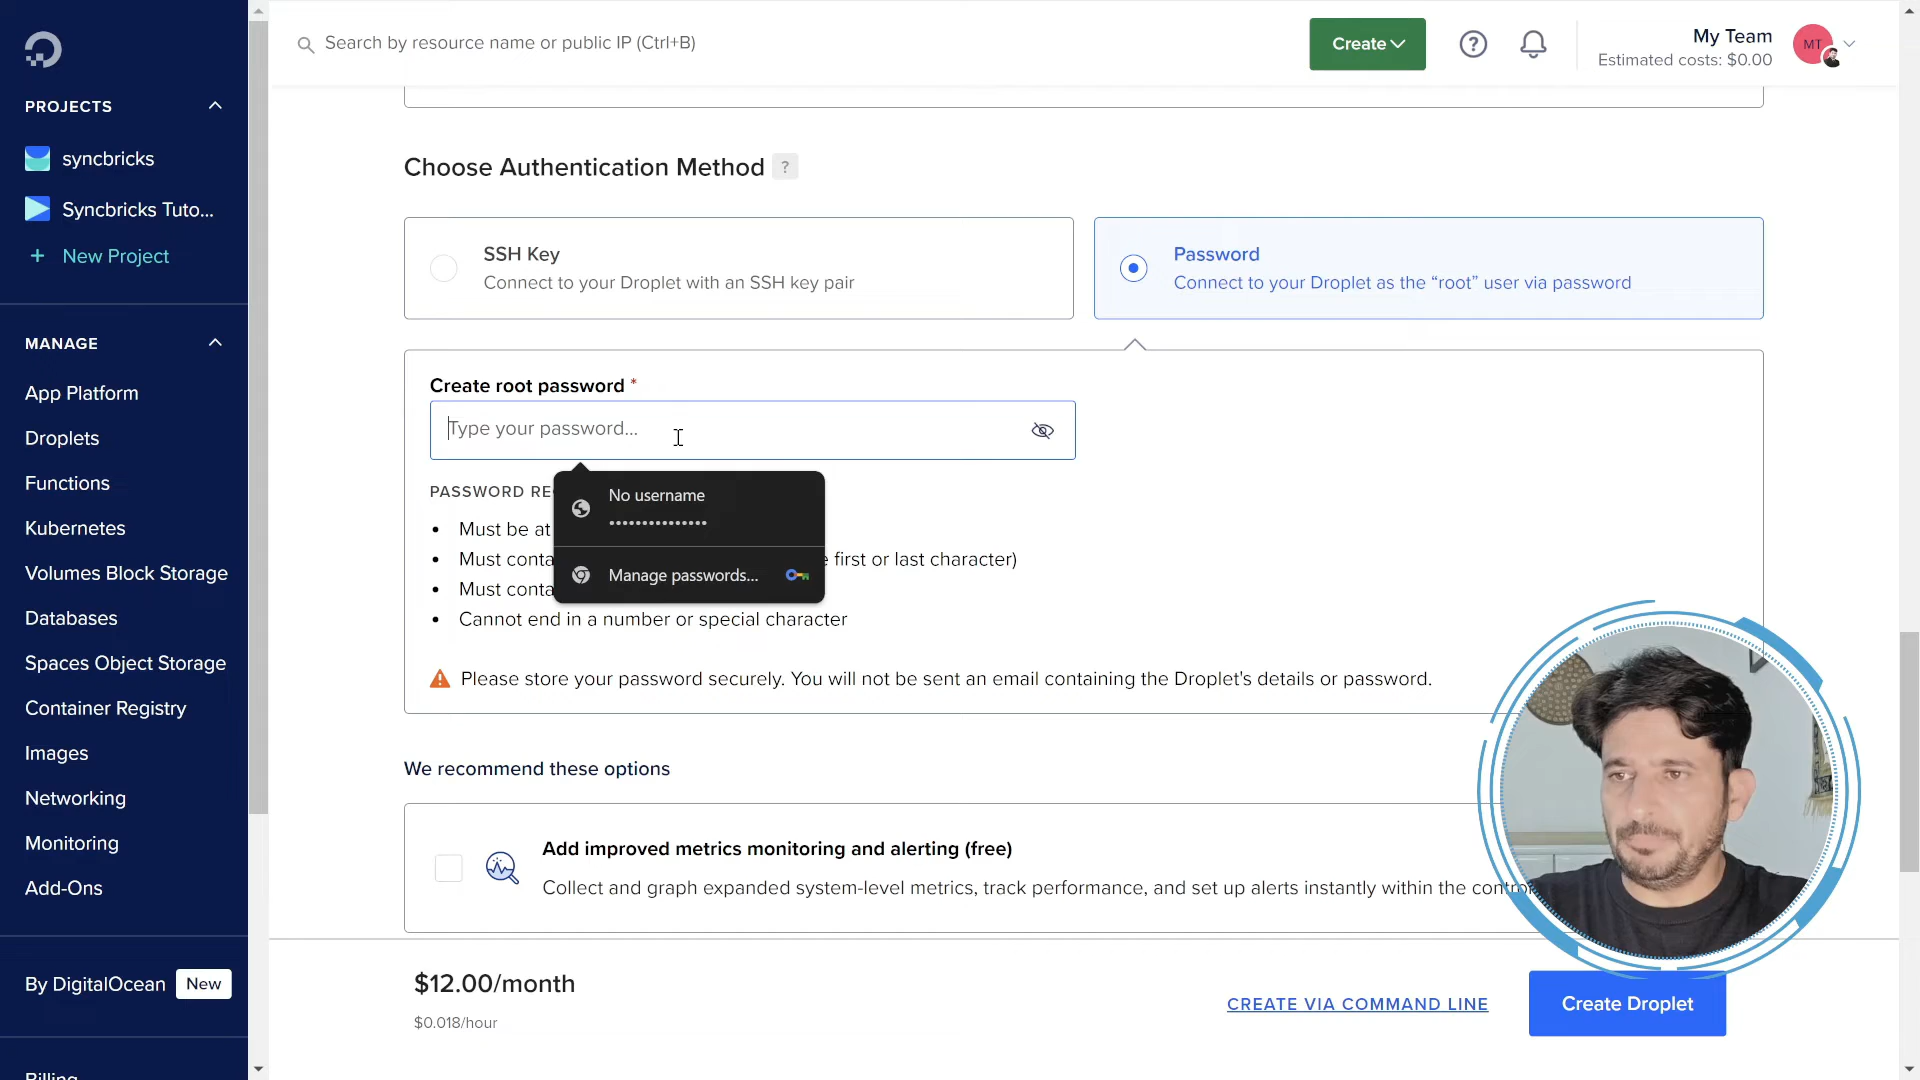 Search by resource name or public IP (Ctrl+B)
Create
?
My Team
Estimated costs: $0.00
MT
PROJECTS
syncbricks
Syncbricks Tuto...
+ New Project
MANAGE
App Platform
Droplets
Functions
Kubernetes
Volumes Block Storage
Databases
Spaces Object Storage
Container Registry
Images
Networking
Monitoring
Add-Ons
By DigitalOcean New
Billing
Choose Authentication Method ?
SSH Key
Connect to your Droplet with an SSH key pair
Password
Connect to your Droplet as the “root” user via password
Create root password *
Type your password...
PASSWORD RE
No username
•••••••••••••••
Manage passwords...
• Must be at
• Must conta first or last character)
• Must conta
• Cannot end in a number or special character
Please store your password securely. You will not be sent an email containing the Droplet's details or password.
We recommend these options
Add improved metrics monitoring and alerting (free)
Collect and graph expanded system-level metrics, track performance, and set up alerts instantly within the contro
$12.00/month
$0.018/hour
CREATE VIA COMMAND LINE
Create Droplet